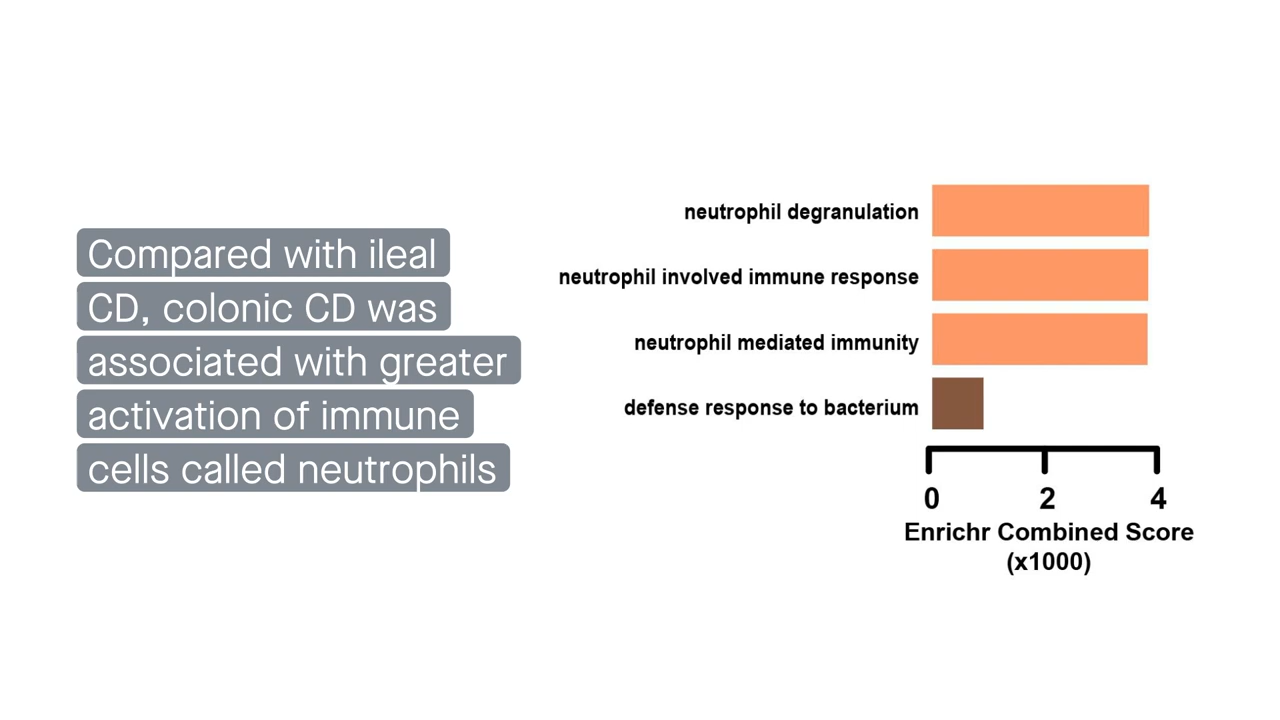 Compared with ileal
CD, colonic CD was
associated with greater
activation of immune
cells called neutrophils
neutrophil degranulation
neutrophil involved immune response
neutrophil mediated immunity
defense response to bacterium
0 2 4
Enrichr Combined Score
(x1000)